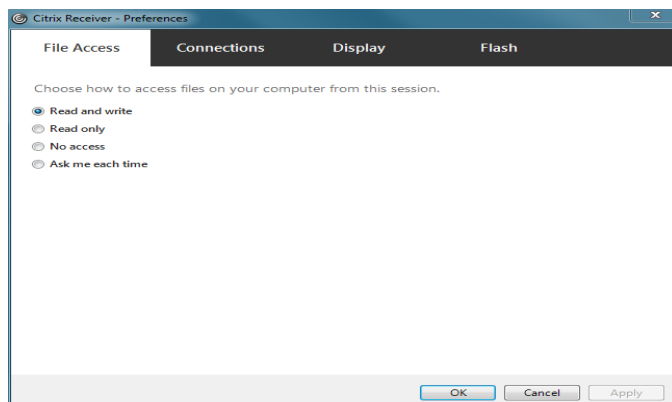 Citrix Receiver - Preferences
File Access Connections Display Flash
Choose how to access files on your computer from this session.
Read and write
Read only
No access
Ask me each time
OK Cancel Apply